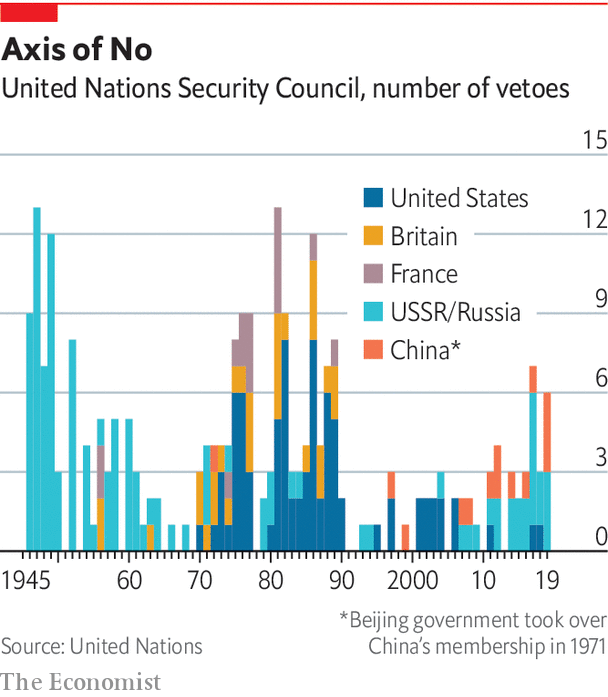 Axis of No
United Nations Security Council, number of vetoes
15
12
9
6
3
0
United States
Britain
France
USSR/Russia
China*
1945 60 70 80 90 2000 10 19
*Beijing government took over
China's membership in 1971
Source: United Nations
The Economist